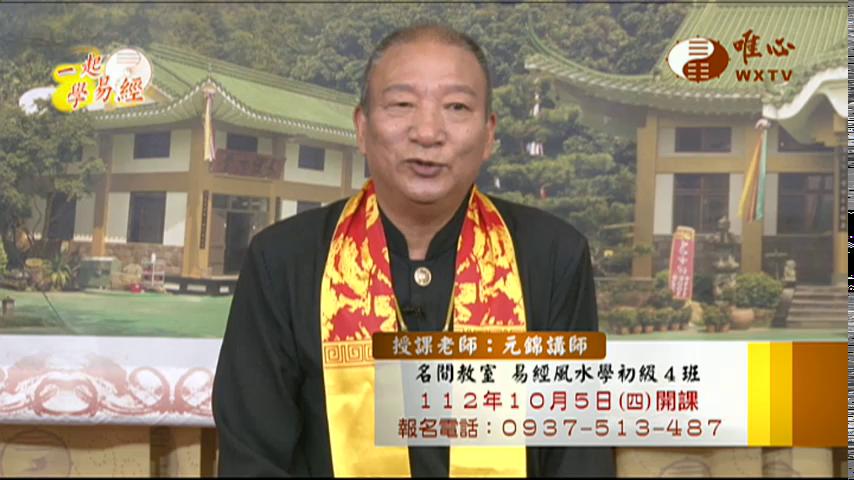 一起
學易經
唯心
WXTV
授課老師：元錦講師
名間教室 易經風水學初級4班
112年10月5日(四)開課
報名電話：0937-513-487